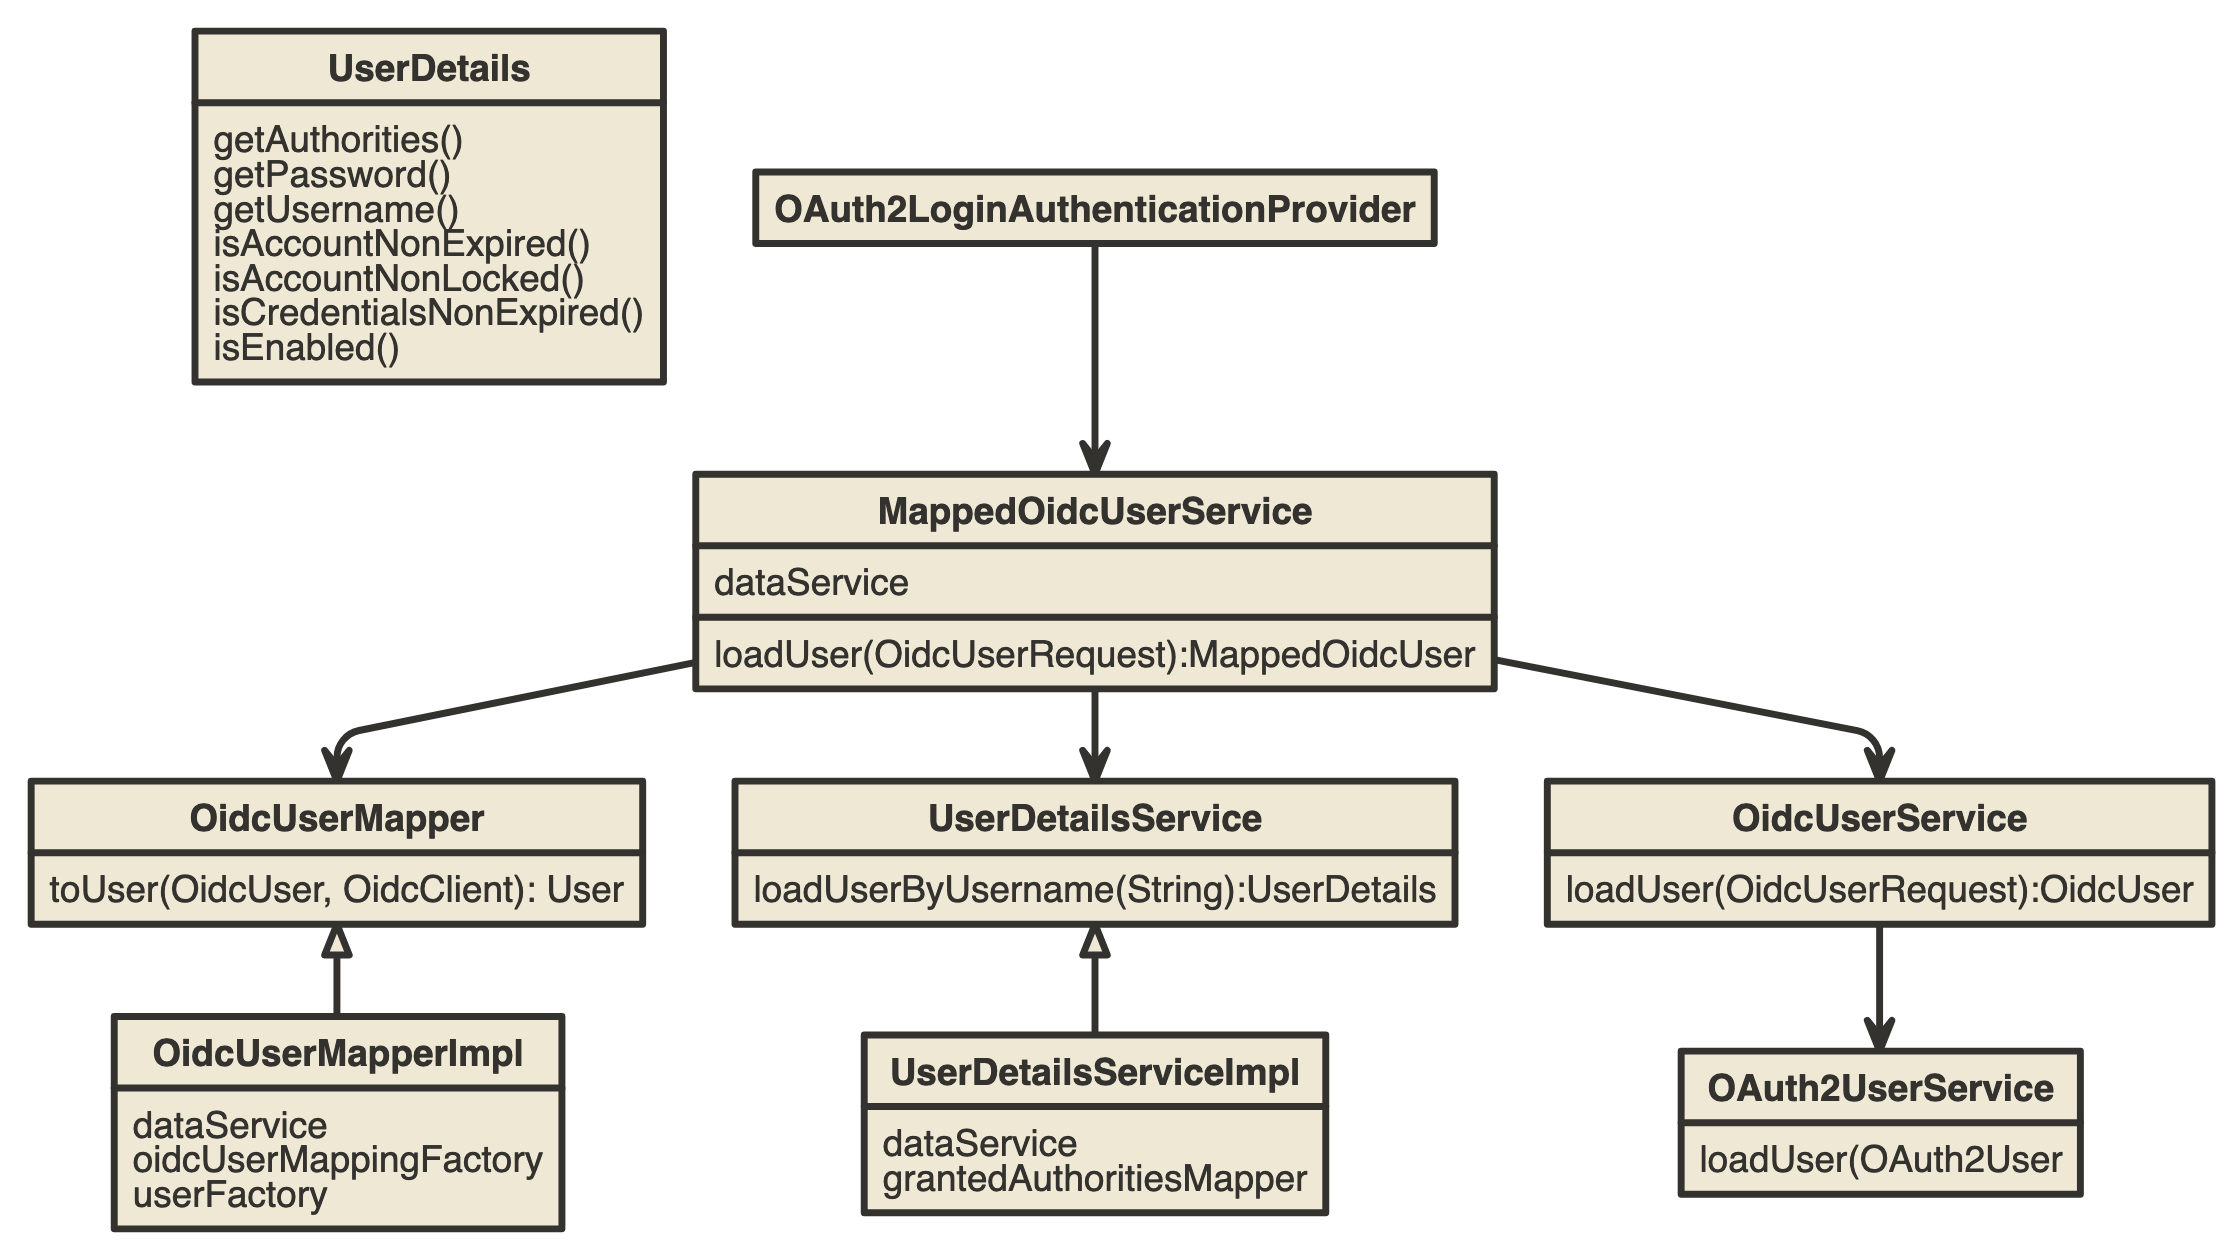 UserDetails
getAuthorities()
getPassword()
getUsername()
isAccountNonExpired()
isAccountNonLocked()
isCredentialsNonExpired()
isEnabled()
OAuth2LoginAuthenticationProvider
MappedOidcUserService
dataService
loadUser(OidcUserRequest):MappedOidcUser
OidcUserMapper
toUser(OidcUser, OidcClient): User
UserDetailsService
loadUserByUsername(String):UserDetails
OidcUserService
loadUser(OidcUserRequest):OidcUser
OidcUserMapperImpl
dataService
oidcUserMappingFactory
userFactory
UserDetailsServiceImpl
dataService
grantedAuthoritiesMapper
OAuth2UserService
loadUser(OAuth2User